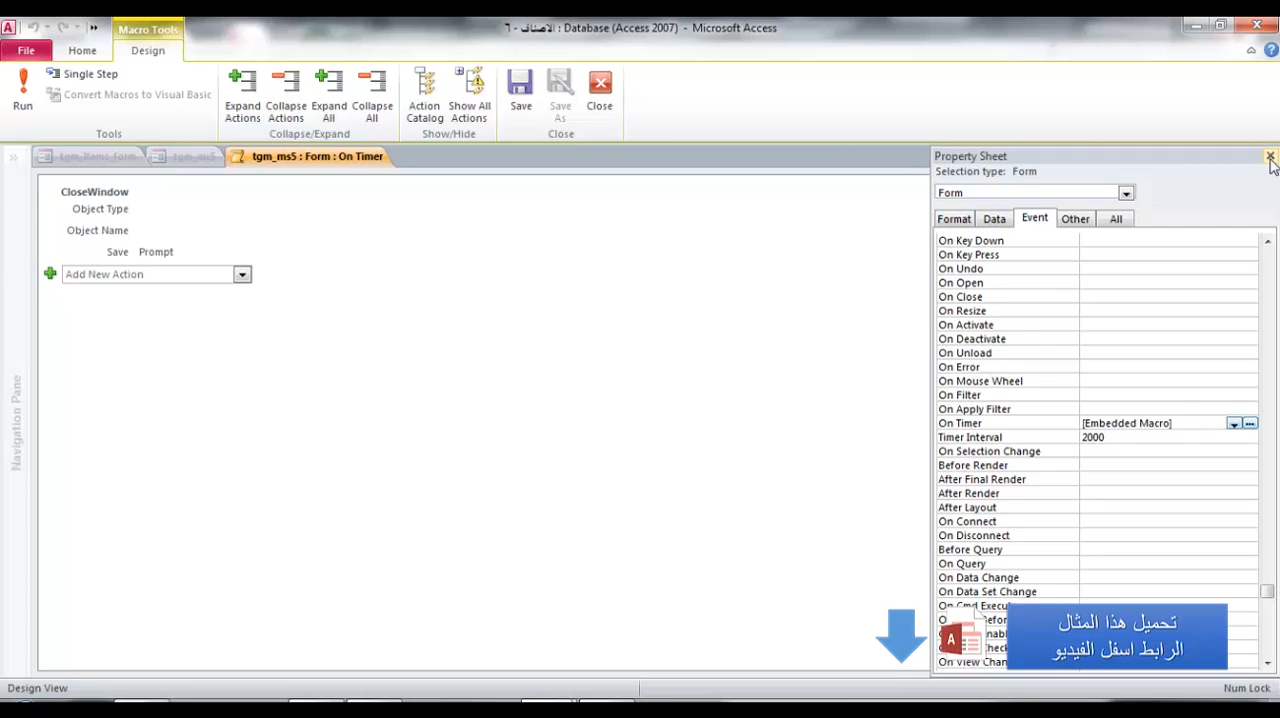 الاصناف - ٦ : Database (Access 2007) - Microsoft Access
Macro Tools
File
Home
Design
Run
Single Step
Convert Macros to Visual Basic
Tools
Expand Actions
Collapse Actions
Expand All
Collapse All
Collapse/Expand
Action Catalog
Show All Actions
Show/Hide
Save
Save As
Close
Close
tgm_items_form
tgm_ms5
tgm_ms5 : Form : On Timer
CloseWindow
Object Type
Object Name
Save Prompt
Add New Action
Navigation Pane
Property Sheet
Selection type: Form
Form
Format
Data
Event
Other
All
On Key Down
On Key Press
On Undo
On Open
On Close
On Resize
On Activate
On Deactivate
On Unload
On Error
On Mouse Wheel
On Filter
On Apply Filter
On Timer [Embedded Macro]
Timer Interval 2000
On Selection Change
Before Render
After Final Render
After Render
After Layout
On Connect
On Disconnect
Before Query
On Query
On Data Change
On Data Set Change
تحميل هذا المثال
الرابط اسفل الفيديو
Design View
Num Lock